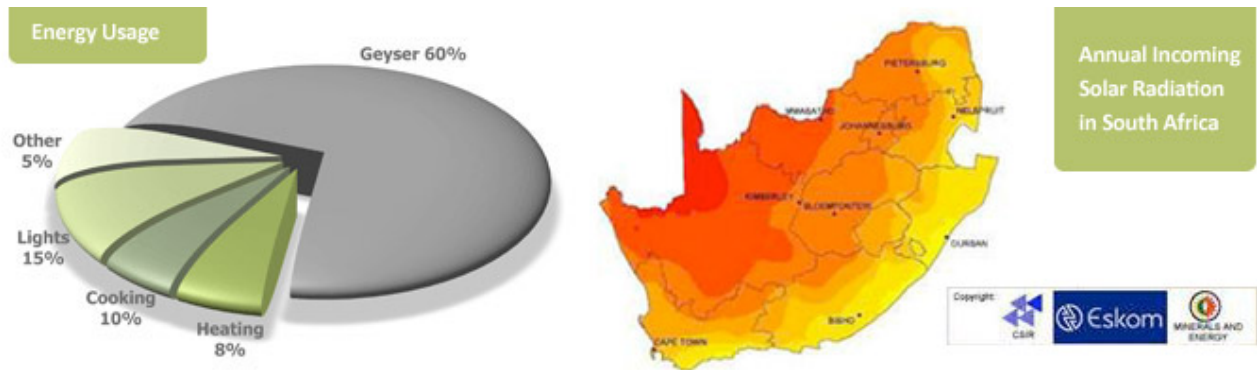 Energy Usage
Geyser 60%
Other
5%
Lights
15%
Cooking
10%
Heating
8%
PIETERSBURG
MMABATHO
NELSPRUIT
JOHANNESBURG
KIMBERLEY
BLOEMFONTEIN
DURBAN
BISHO
CAPE TOWN
Annual Incoming
Solar Radiation
in South Africa
Copyright:
CSIR
Eskom
MINERALS AND
ENERGY